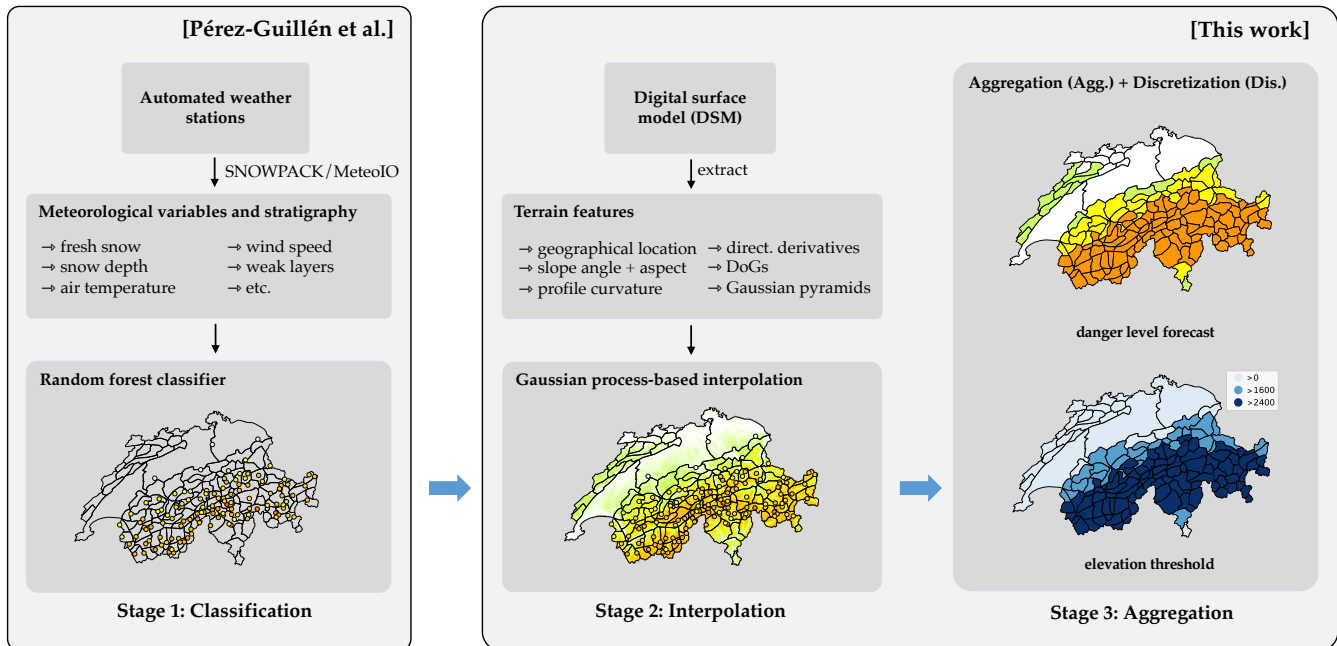 [Pérez-Guillén et al.]
Automated weather
stations
SNOWPACK/MeteoIO
Meteorological variables and stratigraphy
→ fresh snow
→ snow depth
→ air temperature
→ wind speed
→ weak layers
→ etc.
Random forest classifier
Stage 1: Classification
[This work]
Digital surface
model (DSM)
extract
Terrain features
→ geographical location
→ slope angle + aspect
→ profile curvature
→ direct. derivatives
→ DoGs
→ Gaussian pyramids
Gaussian process-based interpolation
Stage 2: Interpolation
Aggregation (Agg.) + Discretization (Dis.)
danger level forecast
>0
>1600
>2400
elevation threshold
Stage 3: Aggregation